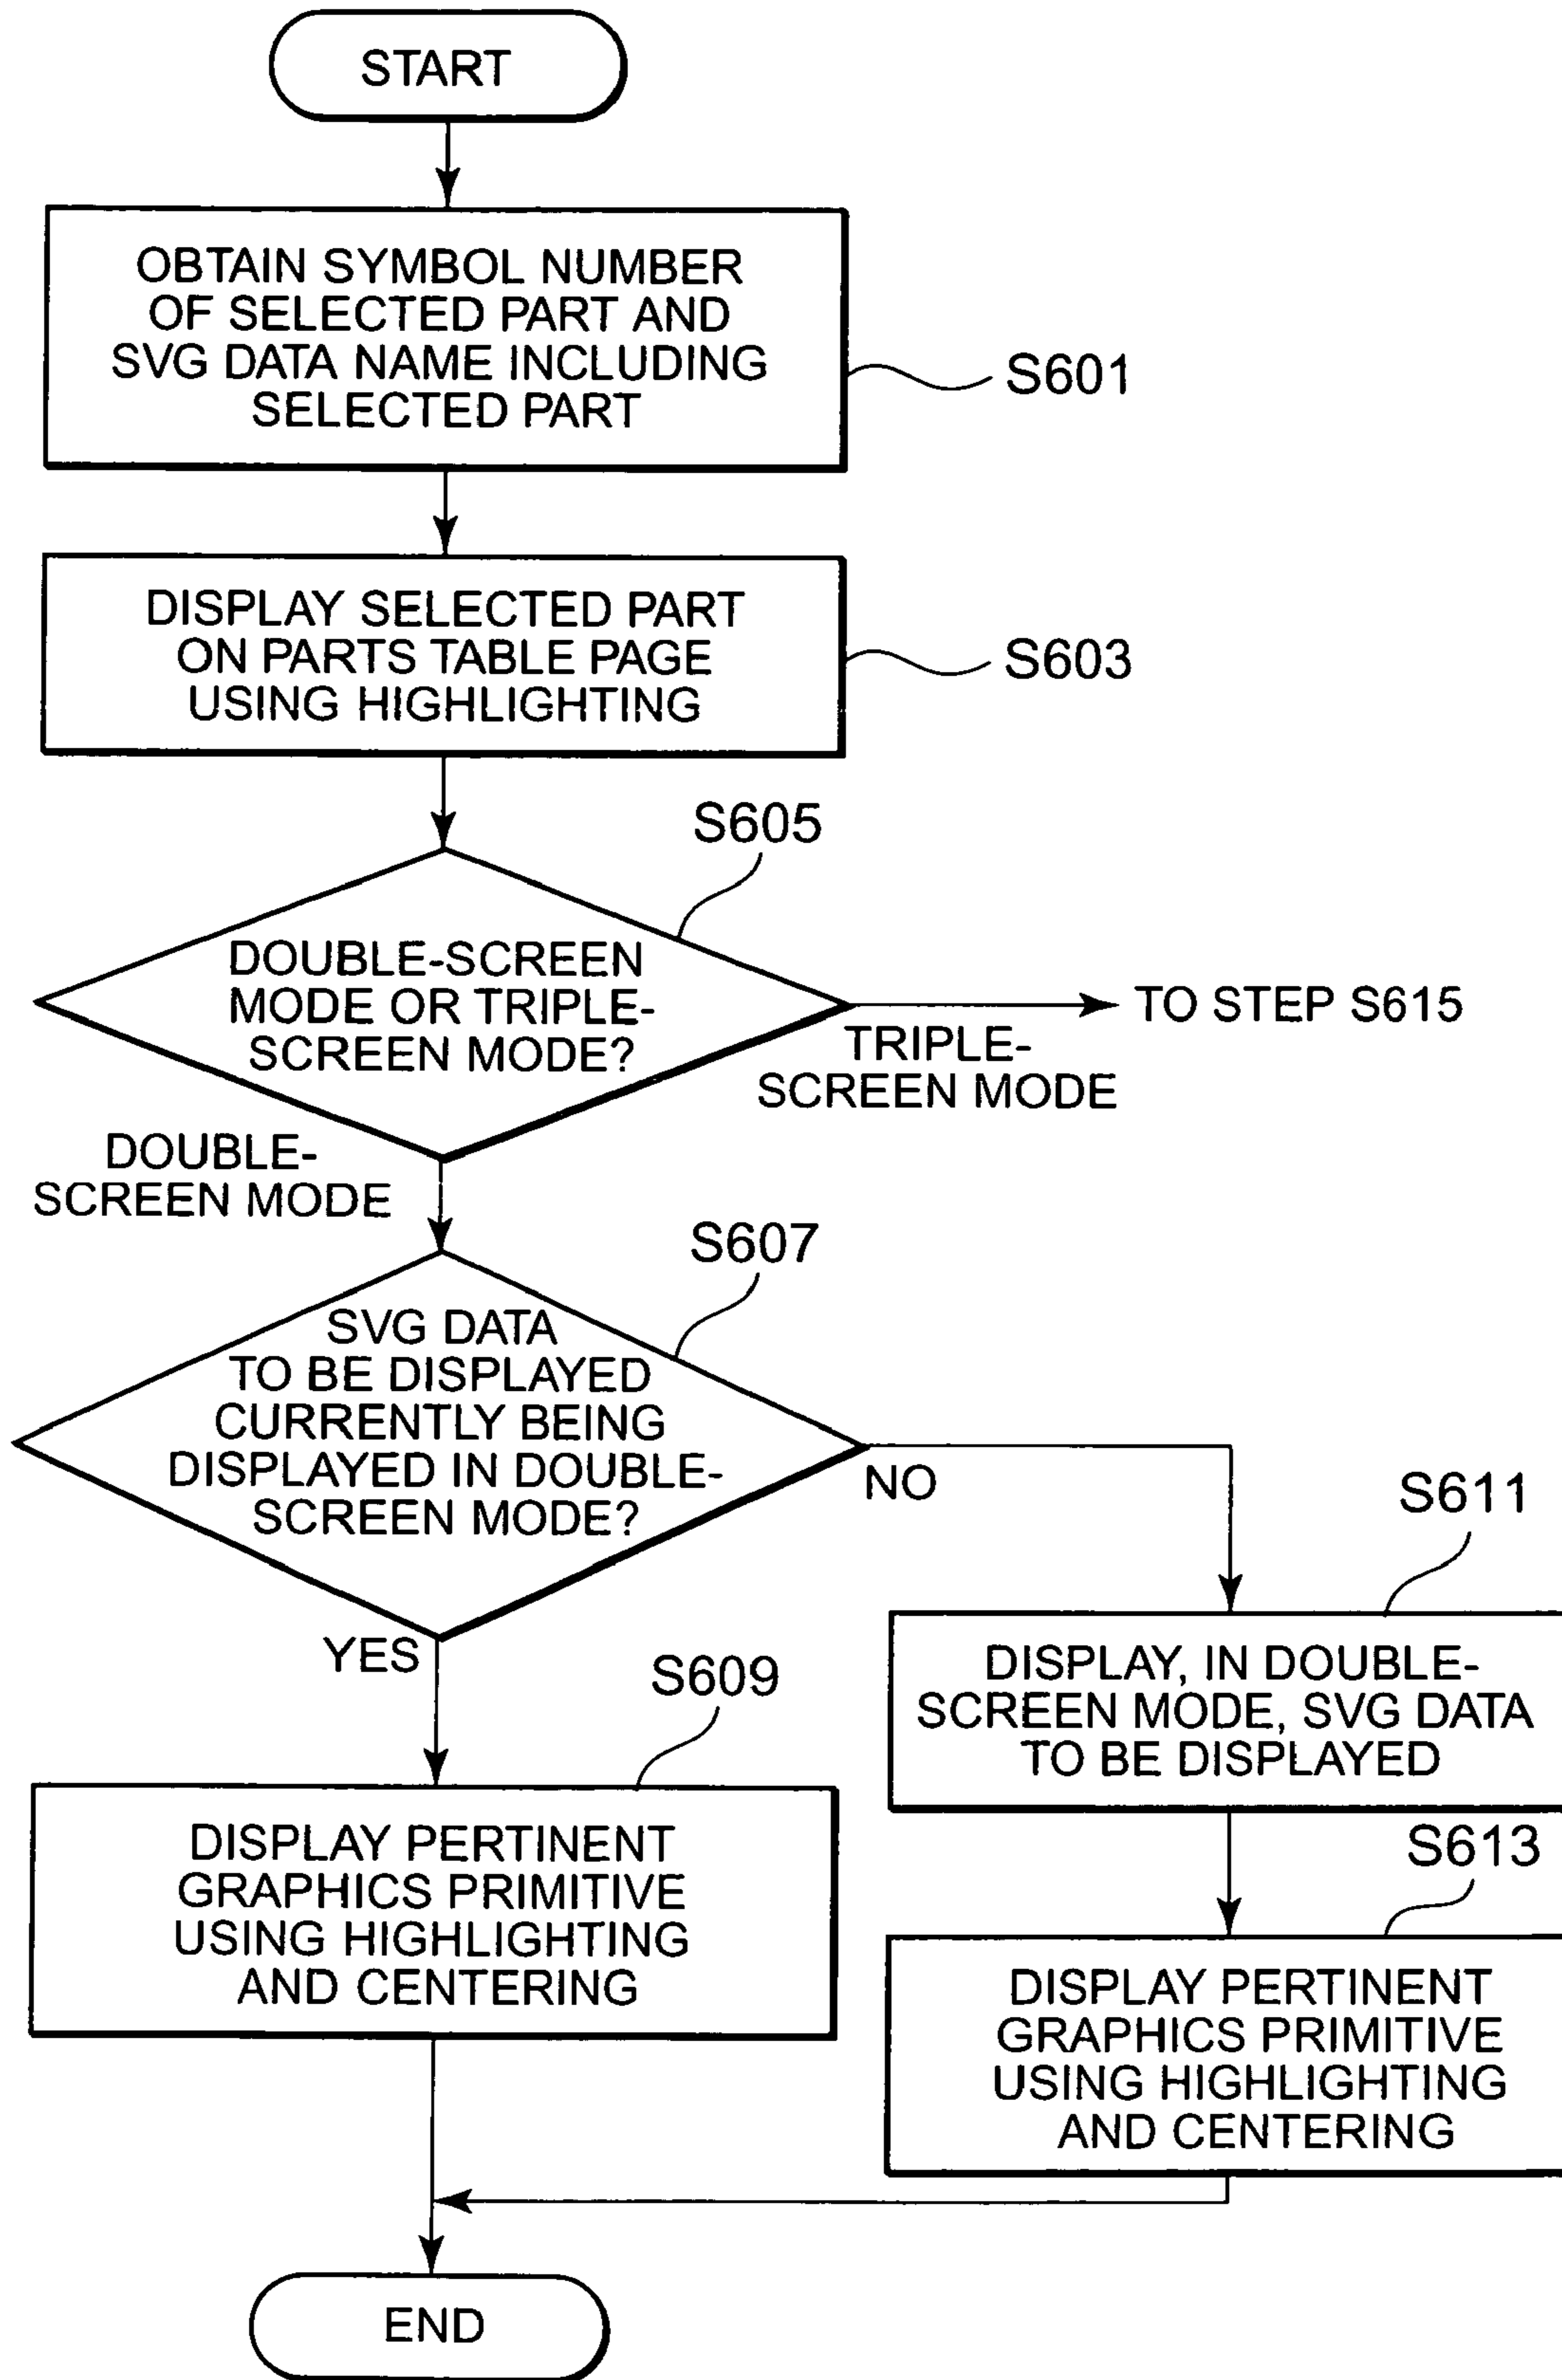 START
OBTAIN SYMBOL NUMBER
OF SELECTED PART AND
SVG DATA NAME INCLUDING
SELECTED PART
S601
DISPLAY SELECTED PART
ON PARTS TABLE PAGE
USING HIGHLIGHTING
S603
S605
DOUBLE-SCREEN
MODE OR TRIPLE-
SCREEN MODE?
TO STEP S615
TRIPLE-
SCREEN MODE
DOUBLE-
SCREEN MODE
S607
SVG DATA
TO BE DISPLAYED
CURRENTLY BEING
DISPLAYED IN DOUBLE-
SCREEN MODE?
NO
YES
S611
DISPLAY, IN DOUBLE-
SCREEN MODE, SVG DATA
TO BE DISPLAYED
S609
DISPLAY PERTINENT
GRAPHICS PRIMITIVE
USING HIGHLIGHTING
AND CENTERING
S613
DISPLAY PERTINENT
GRAPHICS PRIMITIVE
USING HIGHLIGHTING
AND CENTERING
END